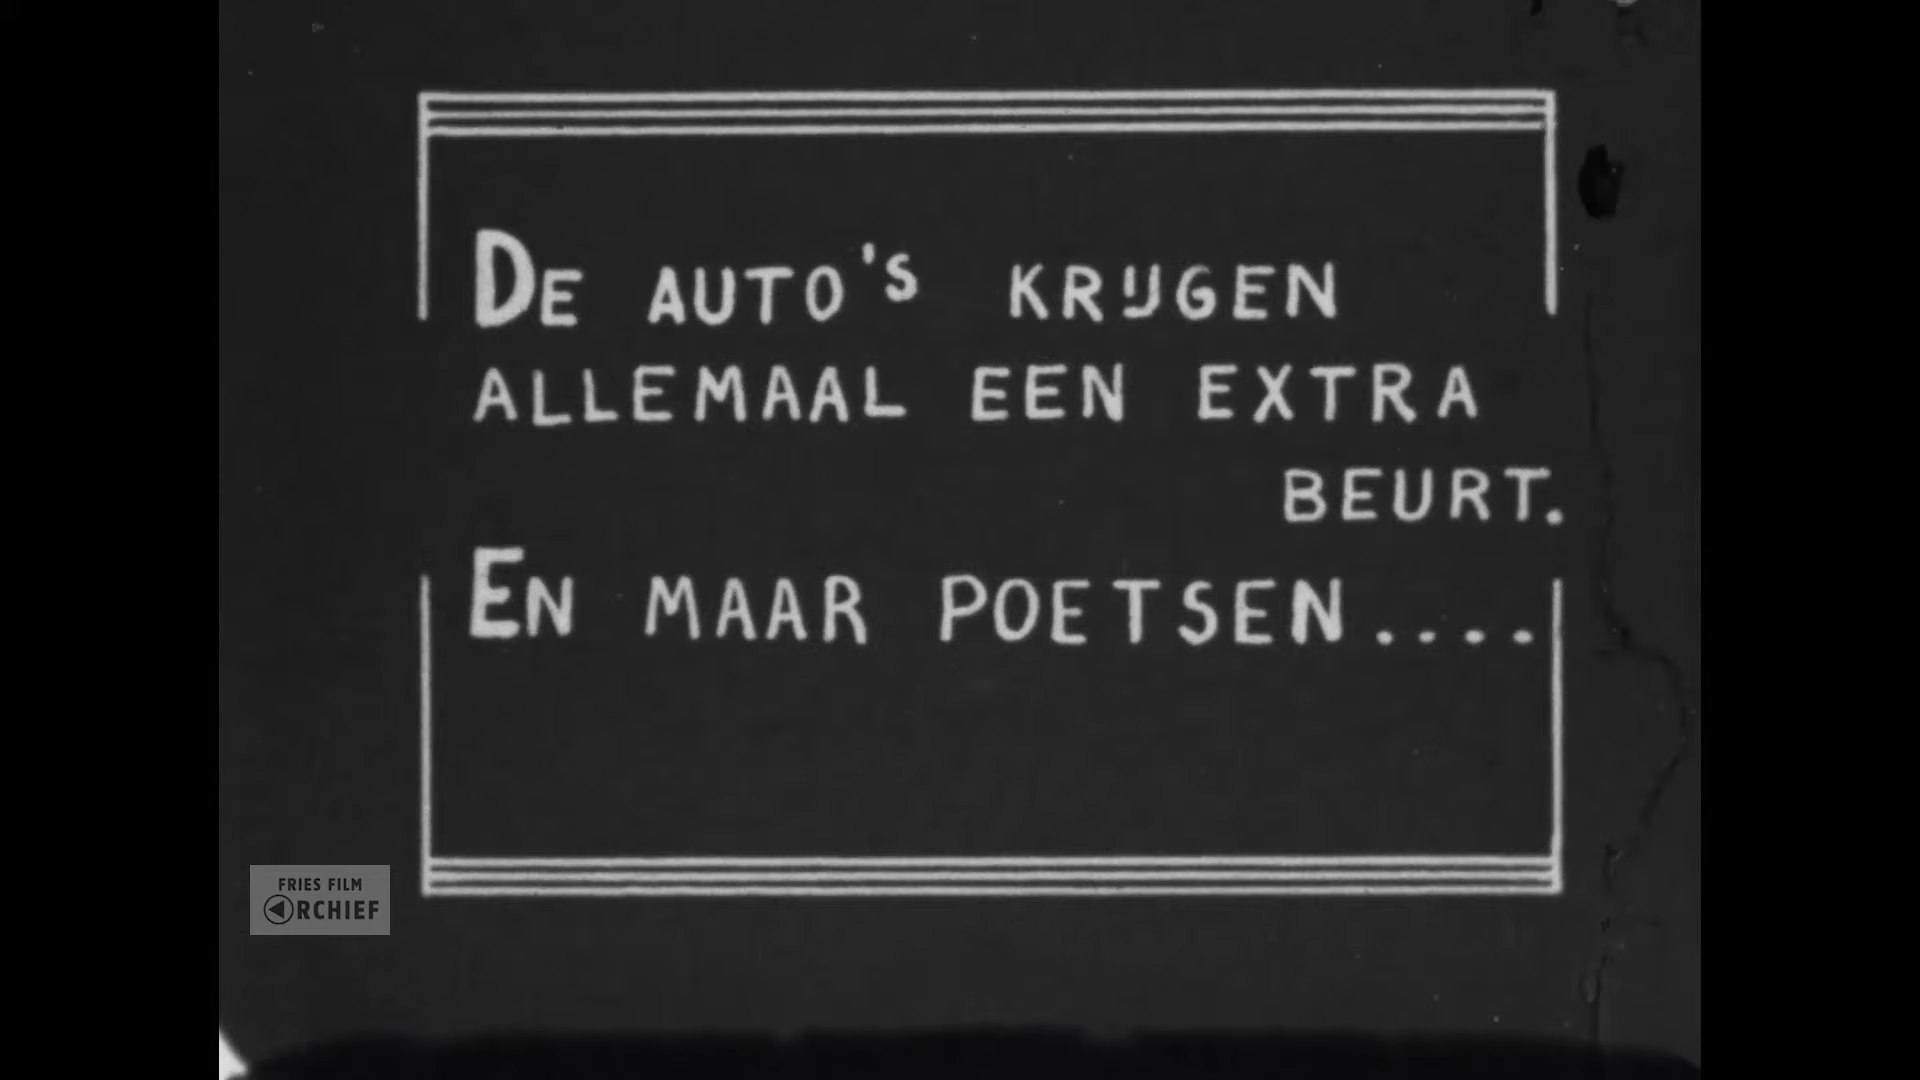 DE AUTO'S KRIJGEN
ALLEMAAL EEN EXTRA
BEURT.
EN MAAR POETSEN....
FRIES FILM
ARCHIEF